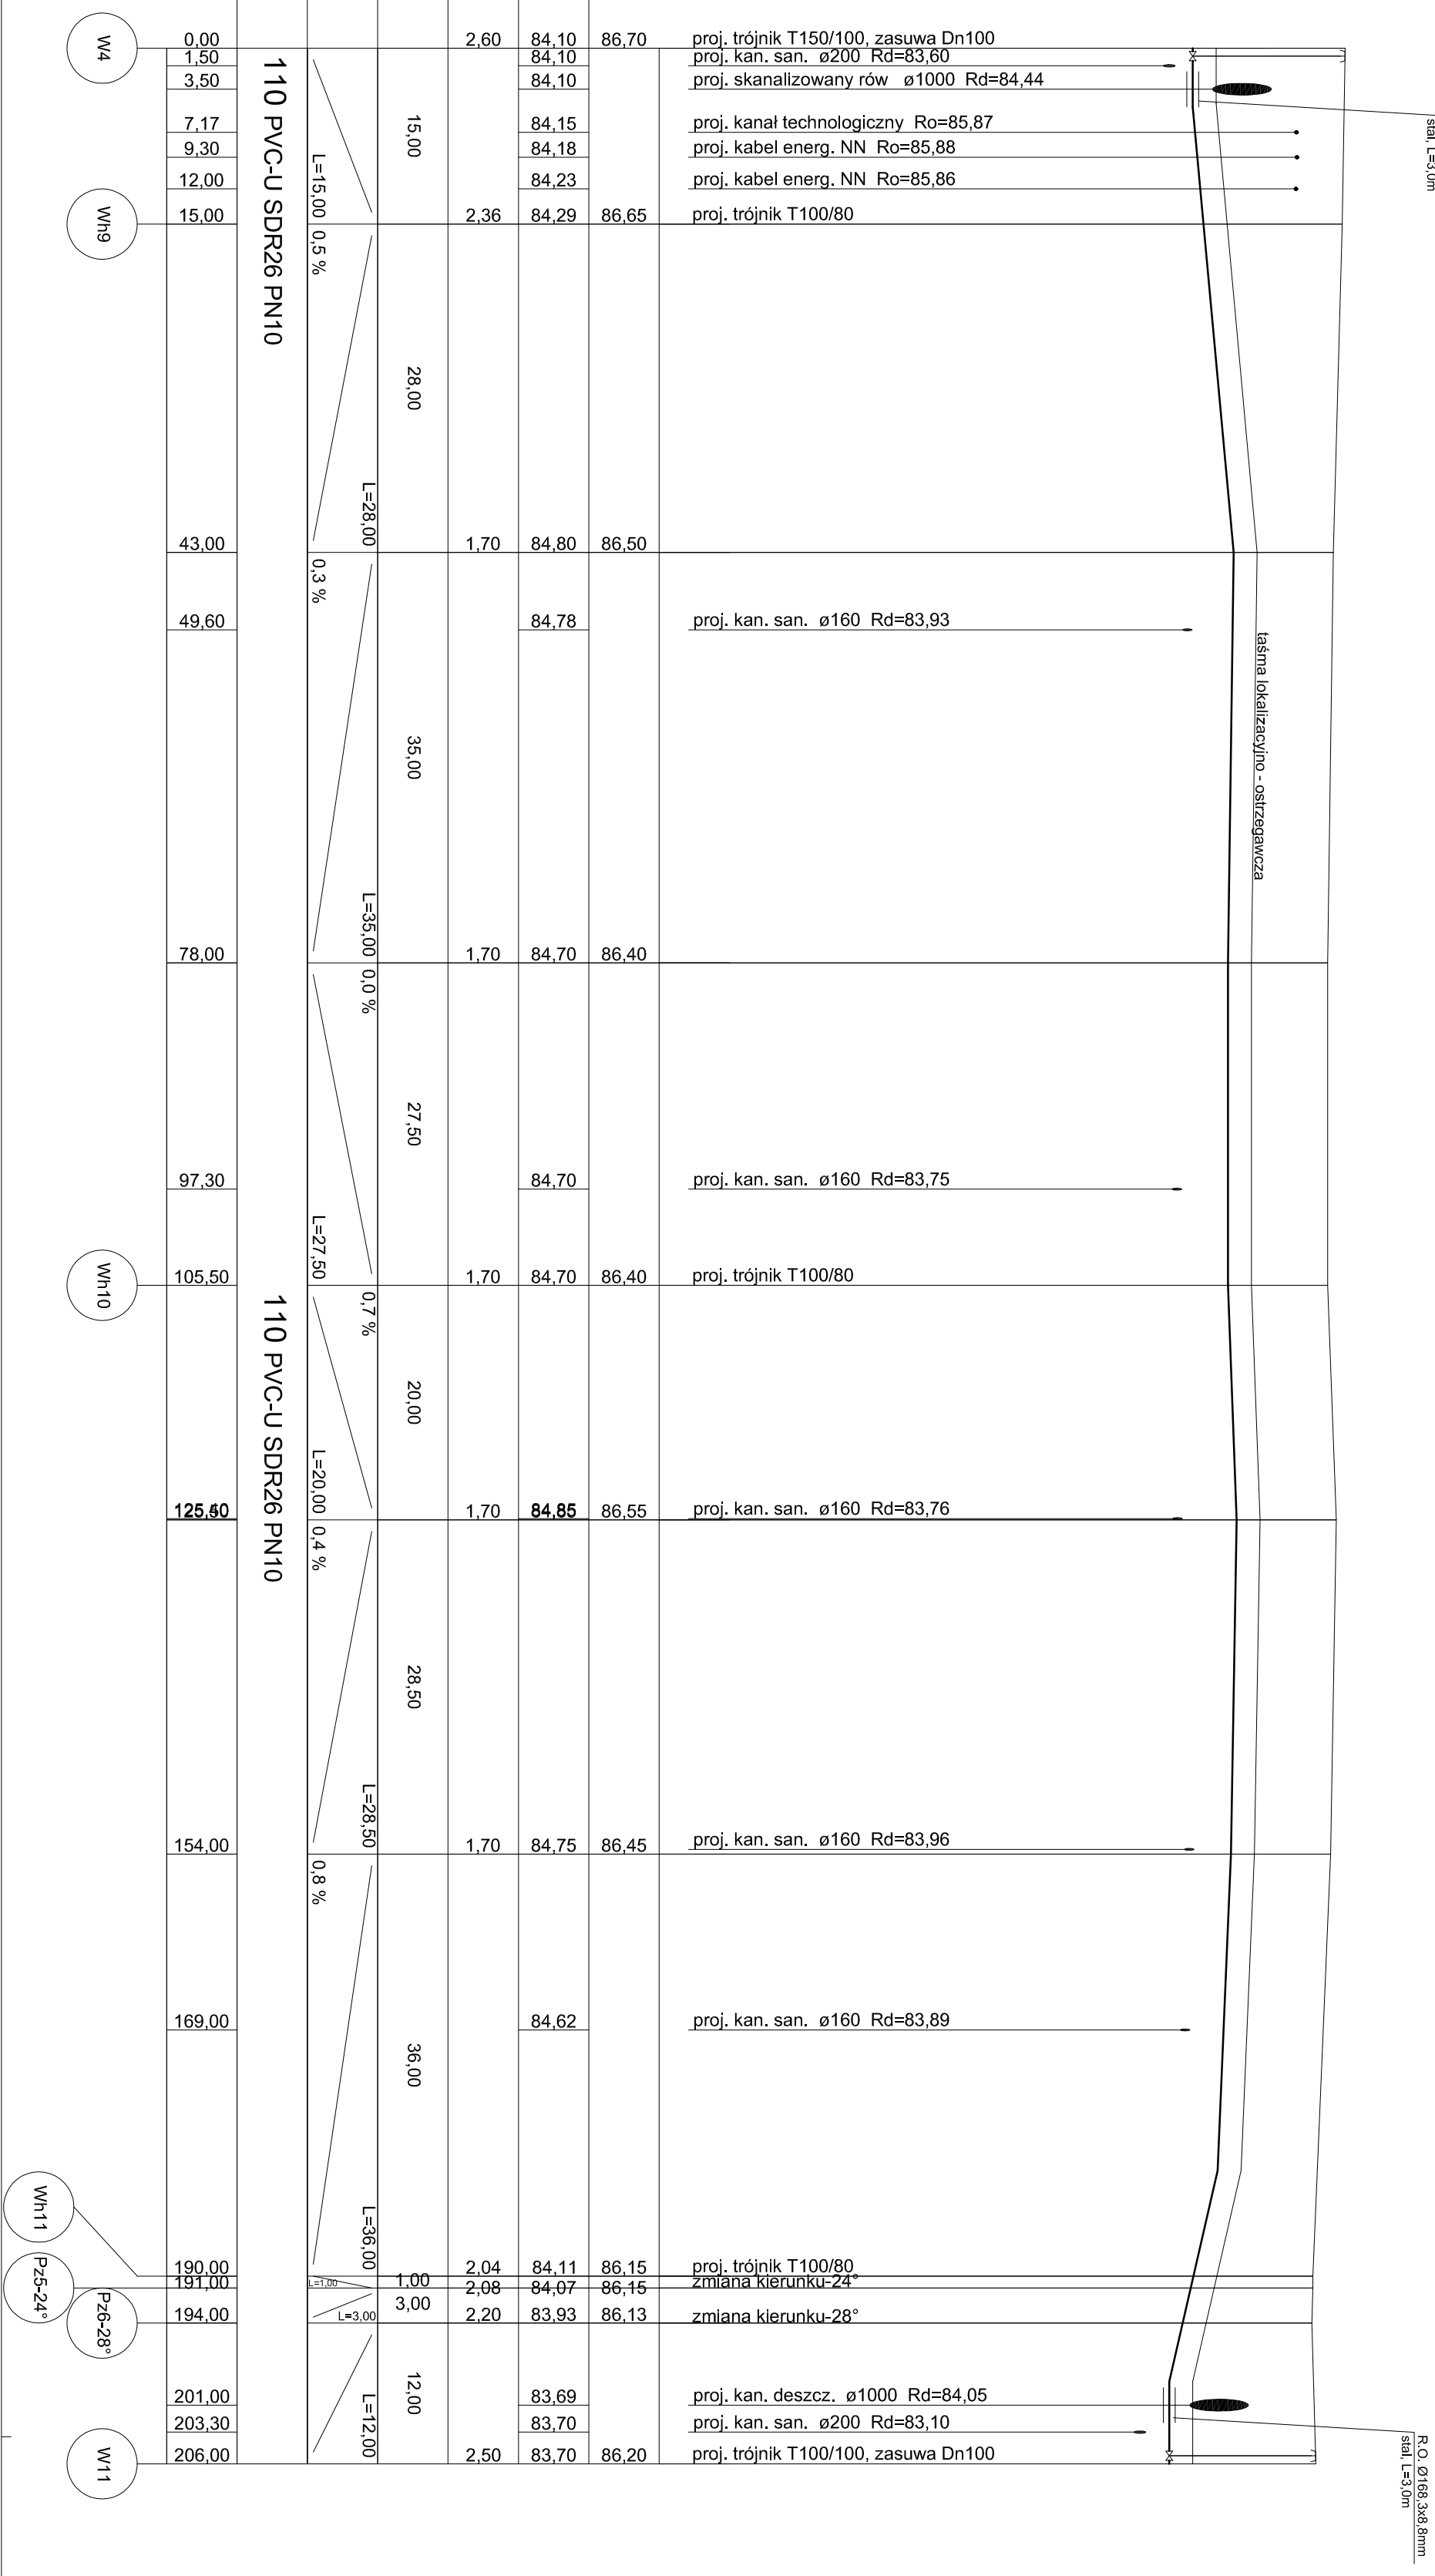 W4
0,00
2,60
84,10
86,70
proj. trójnik T150/100, zasuwa Dn100
1,50
84,10
proj. kan. san. ø200 Rd=83,60
3,50
84,10
proj. skanalizowany rów ø1000 Rd=84,44
7,17
84,15
proj. kanał technologiczny Ro=85,87
9,30
84,18
proj. kabel energ. NN Ro=85,88
12,00
84,23
proj. kabel energ. NN Ro=85,86
Wh9
15,00
2,36
84,29
86,65
proj. trójnik T100/80
110 PVC-U SDR26 PN10
L=15,00
15,00
0,5 %
L=28,00
28,00
stal, L=3,0m
43,00
1,70
84,80
86,50
0,3 %
L=35,00
35,00
49,60
84,78
proj. kan. san. ø160 Rd=83,93
taśma lokalizacyjno - ostrzegawcza
78,00
1,70
84,70
86,40
0,0 %
L=27,50
27,50
97,30
84,70
proj. kan. san. ø160 Rd=83,75
Wh10
105,50
1,70
84,70
86,40
proj. trójnik T100/80
110 PVC-U SDR26 PN10
0,7 %
L=20,00
20,00
1,70
86,55
proj. kan. san. ø160 Rd=83,76
0,4 %
L=28,50
28,50
154,00
1,70
84,75
86,45
proj. kan. san. ø160 Rd=83,96
0,8 %
L=36,00
36,00
169,00
84,62
proj. kan. san. ø160 Rd=83,89
Wh11
190,00
2,04
84,11
86,15
proj. trójnik T100/80
Pz5-24°
191,00
L=1,00
1,00
2,08
84,07
86,15
zmiana kierunku-24°
Pz6-28°
194,00
L=3,00
3,00
2,20
83,93
86,13
zmiana kierunku-28°
L=12,00
12,00
201,00
83,69
proj. kan. deszcz. ø1000 Rd=84,05
203,30
83,70
proj. kan. san. ø200 Rd=83,10
W11
206,00
2,50
83,70
86,20
proj. trójnik T100/100, zasuwa Dn100
R.O. Ø168,3x8,8mm
stal, L=3,0m